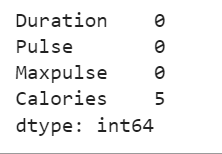 Duration    0
Pulse       0
Maxpulse    0
Calories    5
dtype: int64